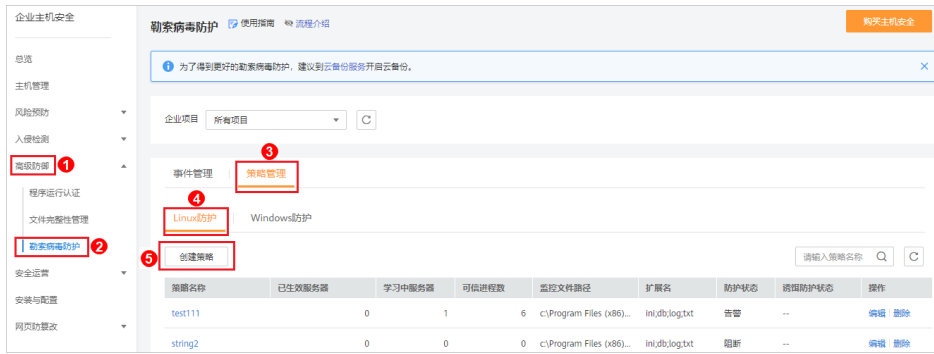 企业主机安全
总览
主机管理
风险预防
入侵检测
高级防御 1
程序运行认证
文件完整性管理
勒索病毒防护 2
安全运营
安装与配置
网页防篡改
勒索病毒防护 使用指南 流程介绍
购买主机安全
为了得到更好的勒索病毒防护，建议到云备份服务开启云备份。
企业项目 所有项目
3
事件管理 策略管理
4
Linux防护 Windows防护
5 创建策略 请输入策略名称
策略名称 已生效服务器 学习中服务器 可信进程数 监控文件路径 扩展名 防护状态 诱饵防护状态 操作
test111 0 1 6 c:\Program Files (x86)... ini;db;log;txt 告警 -- 编辑 删除
string2 0 0 0 c:\Program Files (x86)... ini;db;log;txt 阻断 -- 编辑 删除